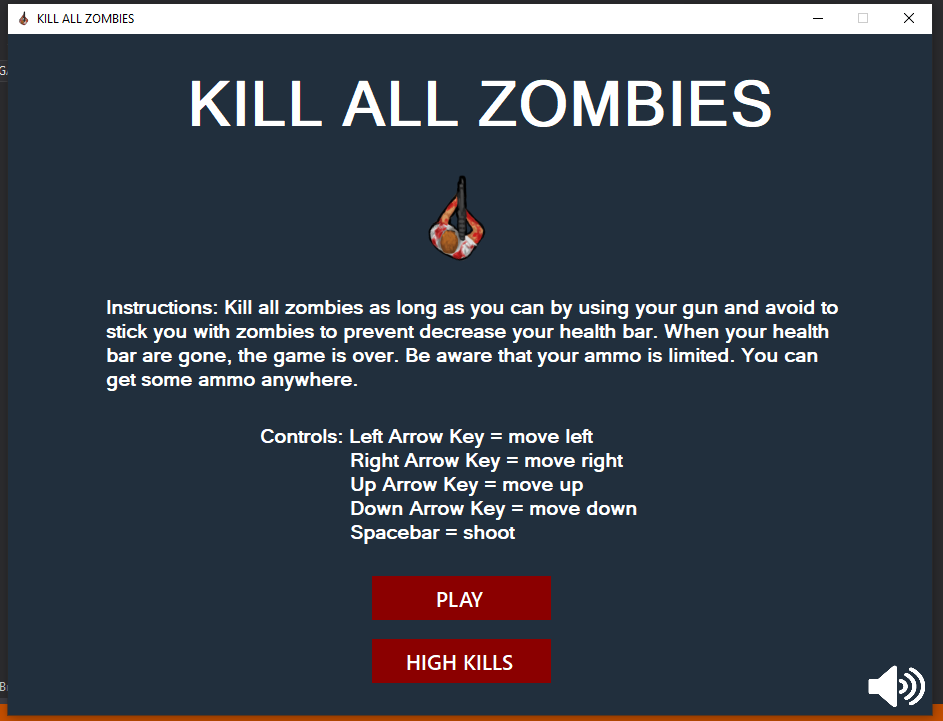 KILL ALL ZOMBIES
KILL ALL ZOMBIES
Instructions: Kill all zombies as long as you can by using your gun and avoid to
stick you with zombies to prevent decrease your health bar. When your health
bar are gone, the game is over. Be aware that your ammo is limited. You can
get some ammo anywhere.
Controls: Left Arrow Key = move left
Right Arrow Key = move right
Up Arrow Key = move up
Down Arrow Key = move down
Spacebar = shoot
PLAY
HIGH KILLS